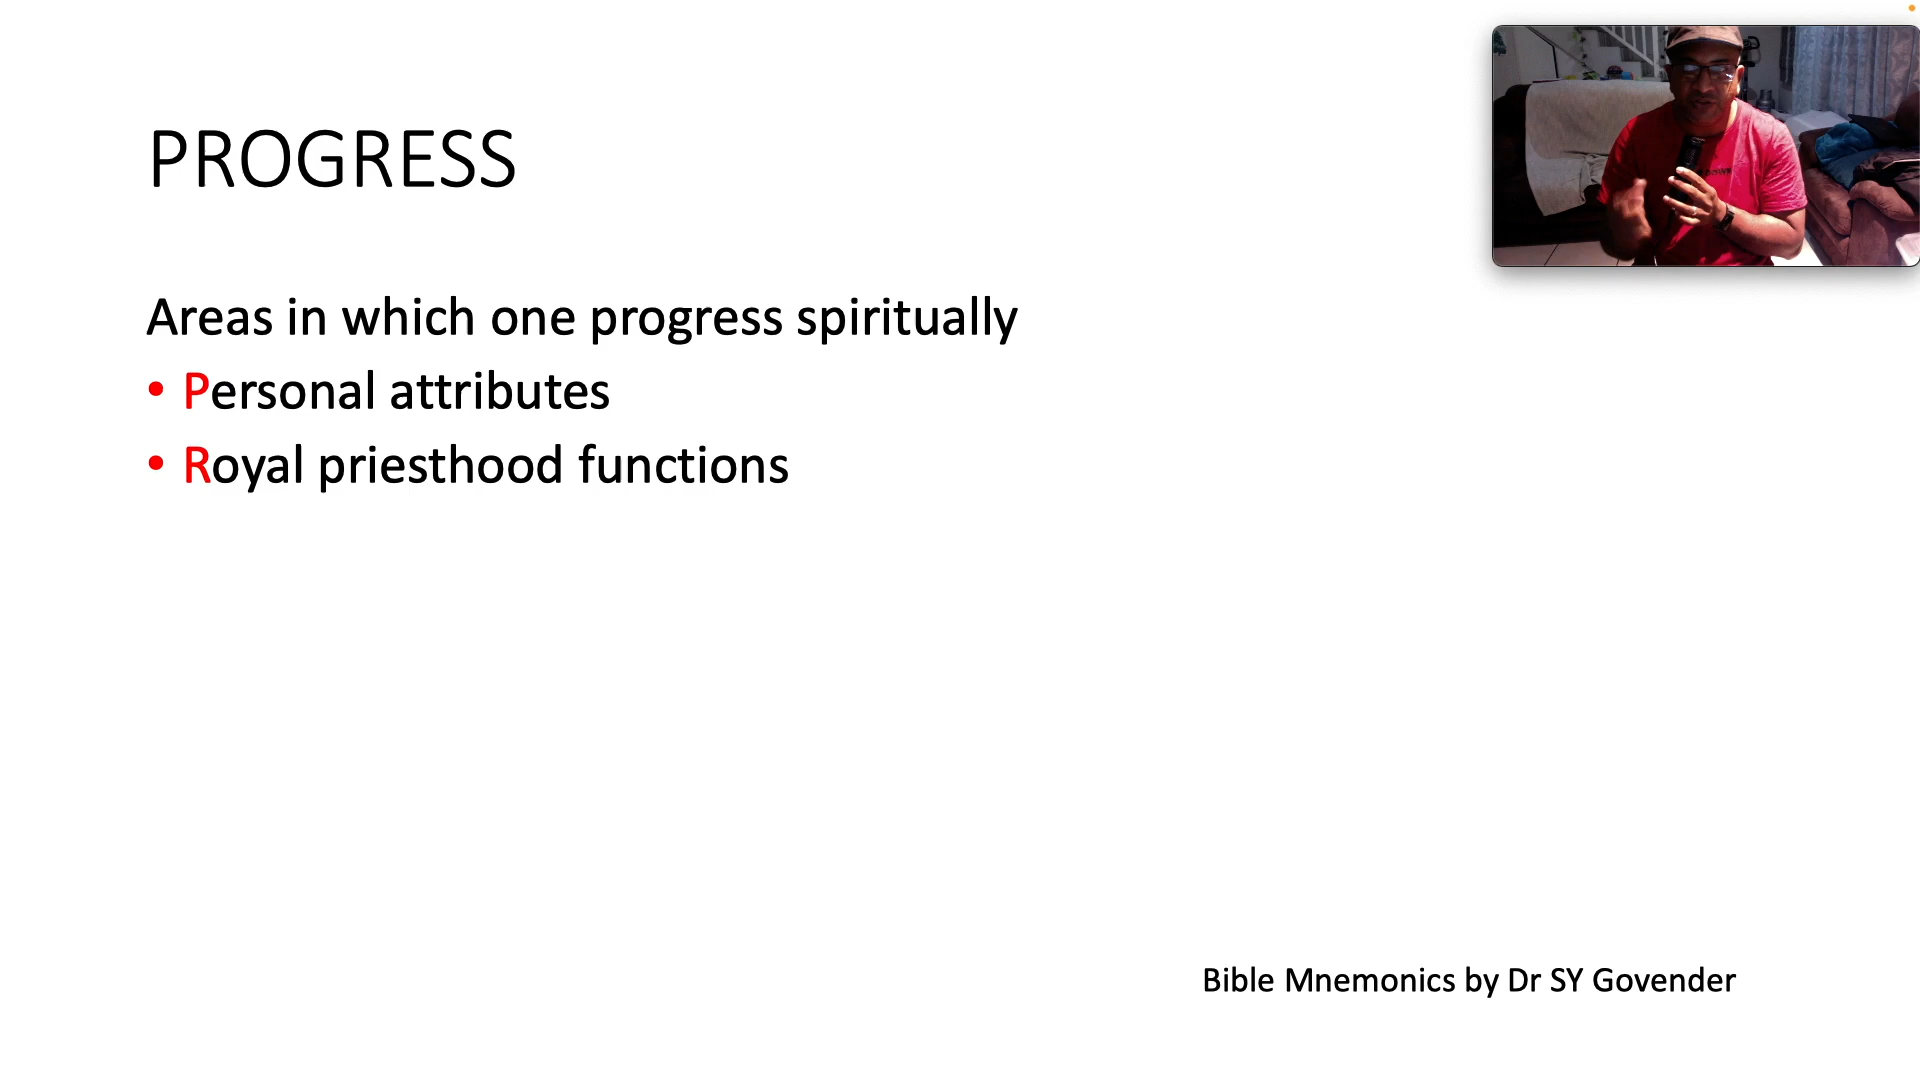 PROGRESS
Areas in which one progress spiritually
• Personal attributes
• Royal priesthood functions
Bible Mnemonics by Dr SY Govender